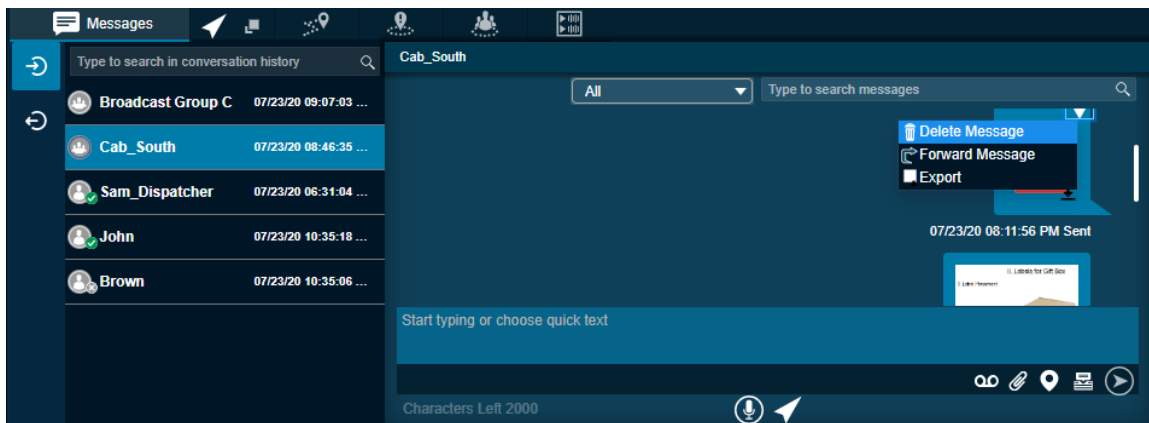 Messages
Type to search in conversation history
Broadcast Group C 07/23/20 09:07:03 ...
Cab_South 07/23/20 08:46:35 ...
Sam_Dispatcher 07/23/20 06:31:04 ...
John 07/23/20 10:35:18 ...
Brown 07/23/20 10:35:06 ...
Cab_South
All
Type to search messages
Delete Message
Forward Message
Export
07/23/20 08:11:56 PM Sent
II. Labels for Gift Box
Start typing or choose quick text
Characters Left 2000